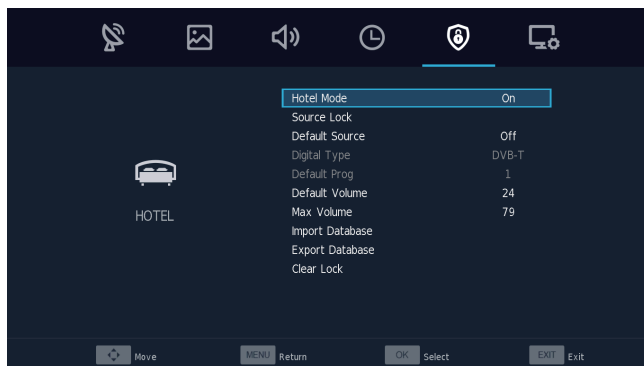 Hotel Mode On
Source Lock
Default Source Off
Digital Type DVB-T
Default Prog 1
Default Volume 24
HOTEL
Max Volume 79
Import Database
Export Database
Clear Lock
Move MENU Return OK Select EXIT Exit